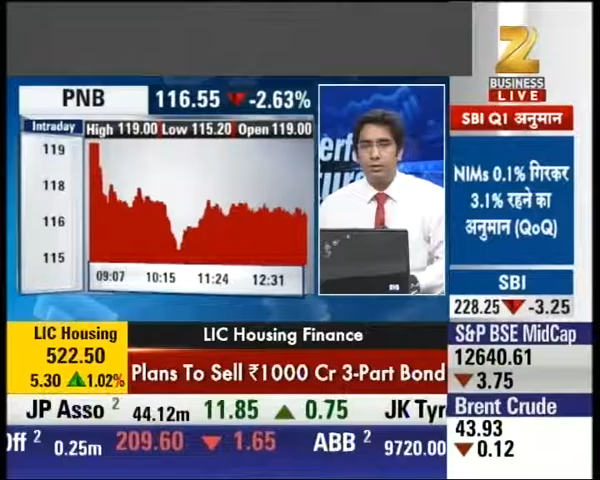 Z
BUSINESS
LIVE
PNB
116.55 -2.63%
Intraday
High 119.00 Low 115.20 Open 119.00
119
118
116
115
09:07 10:15 11:24 12:31
SBI Q1 अनुमान
NIMs 0.1% गिरकर
3.1% रहने का
अनुमान (QoQ)
SBI
228.25 -3.25
LIC Housing
522.50
5.30 1.02%
LIC Housing Finance
Plans To Sell ₹1000 Cr 3-Part Bond
S&P BSE MidCap
12640.61
3.75
JP Asso 2 44.12m 11.85 0.75 JK Tyr
Brent Crude
43.93
0.12
Off 2 0.25m 209.60 1.65 ABB 2 9720.00